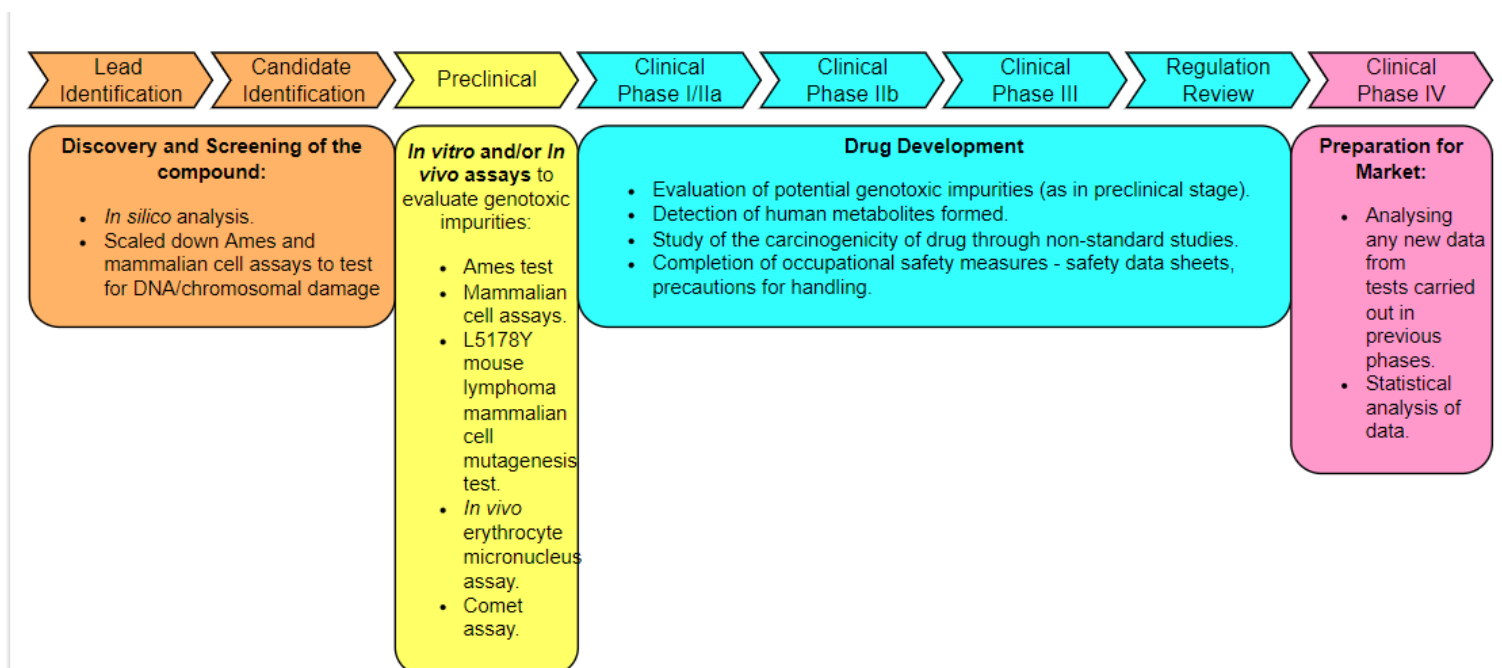 Lead
Identification
Candidate
Identification
Preclinical
Clinical
Phase I/IIa
Clinical
Phase IIb
Clinical
Phase III
Regulation
Review
Clinical
Phase IV
Discovery and Screening of the
compound:
• In silico analysis.
• Scaled down Ames and
mammalian cell assays to test
for DNA/chromosomal damage
In vitro and/or In
vivo assays to
evaluate genotoxic
impurities:
• Ames test
• Mammalian
cell assays.
• L5178Y
mouse
lymphoma
mammalian
cell
mutagenesis
test.
• In vivo
erythrocyte
micronucleus
assay.
• Comet
assay.
Drug Development
• Evaluation of potential genotoxic impurities (as in preclinical stage).
• Detection of human metabolites formed.
• Study of the carcinogenicity of drug through non-standard studies.
• Completion of occupational safety measures - safety data sheets,
precautions for handling.
Preparation for
Market:
• Analysing
any new data
from
tests carried
out in
previous
phases.
• Statistical
analysis of
data.